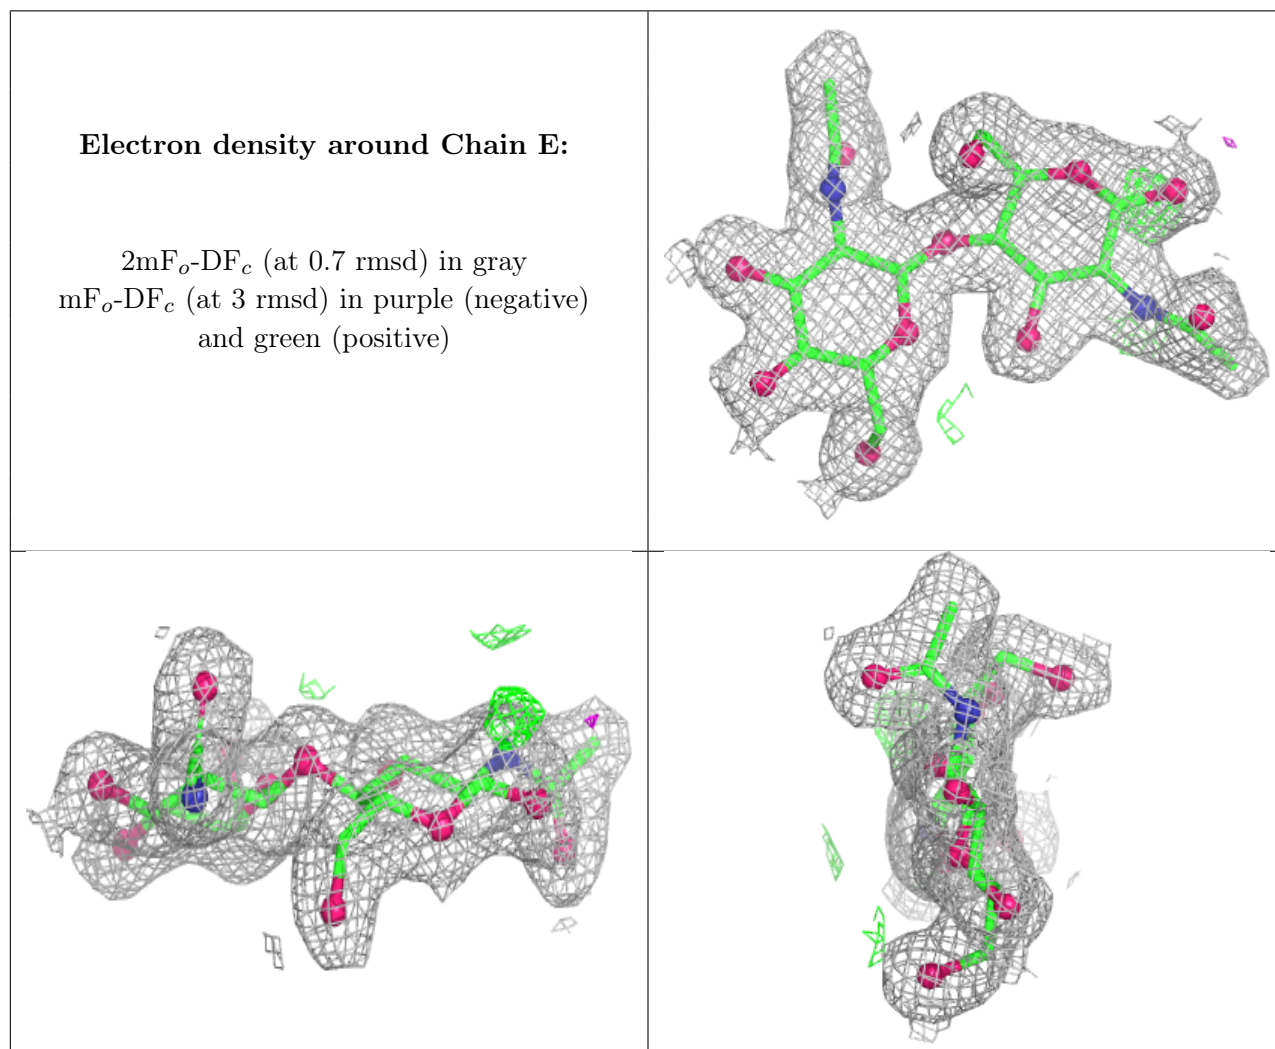 Electron density around Chain E:
2mFo-DFc (at 0.7 rmsd) in gray
mFo-DFc (at 3 rmsd) in purple (negative)
and green (positive)